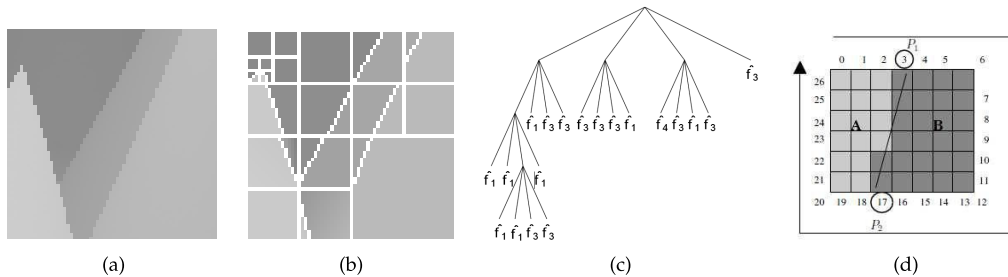 f̂3
f̂1 f̂3 f̂3 f̂3 f̂3 f̂3 f̂1 f̂4 f̂3 f̂1 f̂3
f̂1 f̂1 f̂1
f̂1 f̂1 f̂3 f̂3
P1
0 1 2 3 4 5 6
26
25 7
24 A B 8
23 9
22 10
21 11
20 19 18 17 16 15 14 13 12
P2
(a) (b) (c) (d)